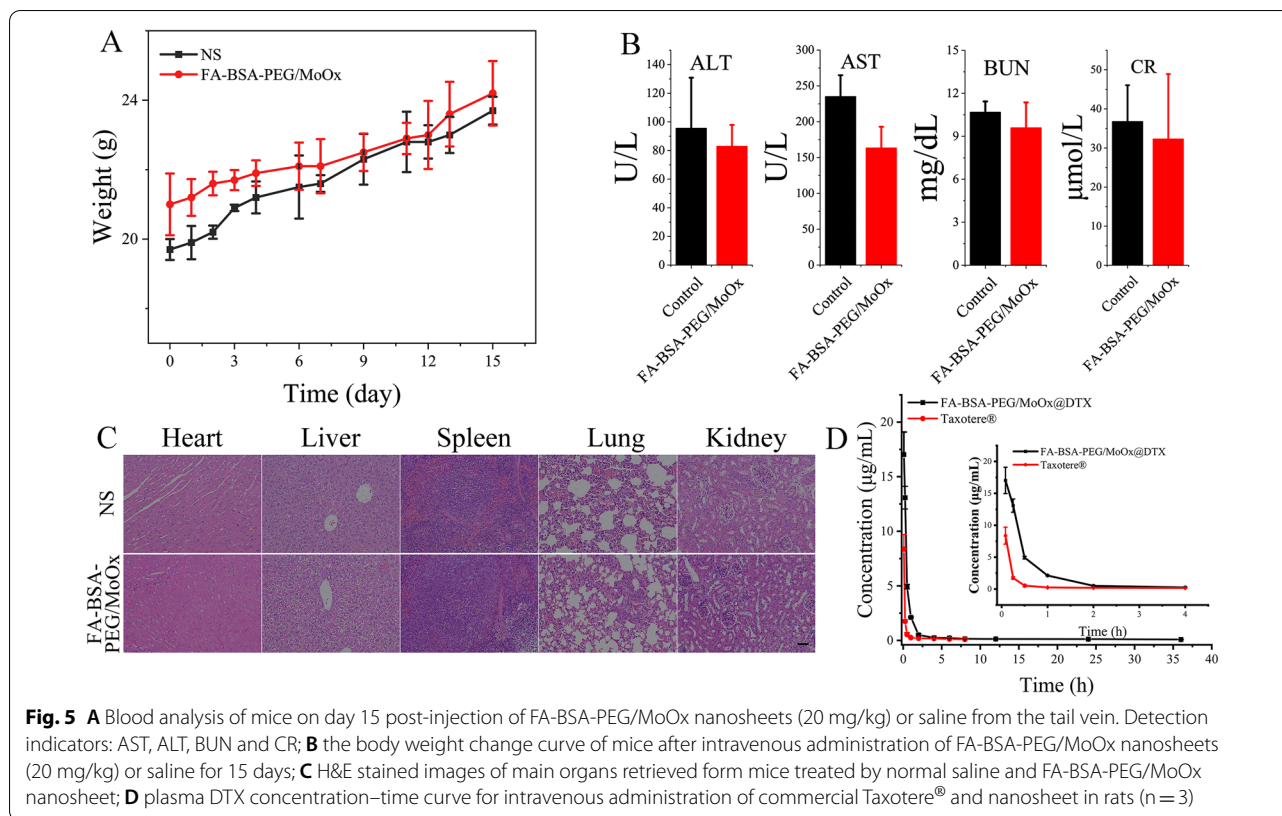 A
NS
FA-BSA-PEG/MoOx
24
20
Weight (g)
0 3 6 9 12 15
Time (day)
B
ALT
140
120
100
80
60
40
20
0
U/L
Control
FA-BSA-PEG/MoOx
AST
300
250
200
150
100
50
0
U/L
Control
FA-BSA-PEG/MoOx
BUN
15
12
9
6
3
0
mg/dL
Control
FA-BSA-PEG/MoOx
CR
50
40
30
20
10
0
μmol/L
Control
FA-BSA-PEG/MoOx
C
Heart Liver Spleen Lung Kidney
NS
FA-BSA-
PEG/MoOx
D
FA-BSA-PEG/MoOx@DTX
Taxotere®
20
15
10
5
0
Concentration (μg/mL)
0 5 10 15 20 25 30 35 40
Time (h)
FA-BSA-PEG/MoOx@DTX
Taxotere®
20
15
10
5
0
Concentration (μg/mL)
0 1 2 3 4
Time (h)
Fig. 5 A Blood analysis of mice on day 15 post-injection of FA-BSA-PEG/MoOx nanosheets (20 mg/kg) or saline from the tail vein. Detection
indicators: AST, ALT, BUN and CR; B the body weight change curve of mice after intravenous administration of FA-BSA-PEG/MoOx nanosheets
(20 mg/kg) or saline for 15 days; C H&E stained images of main organs retrieved form mice treated by normal saline and FA-BSA-PEG/MoOx
nanosheet; D plasma DTX concentration–time curve for intravenous administration of commercial Taxotere® and nanosheet in rats (n = 3)